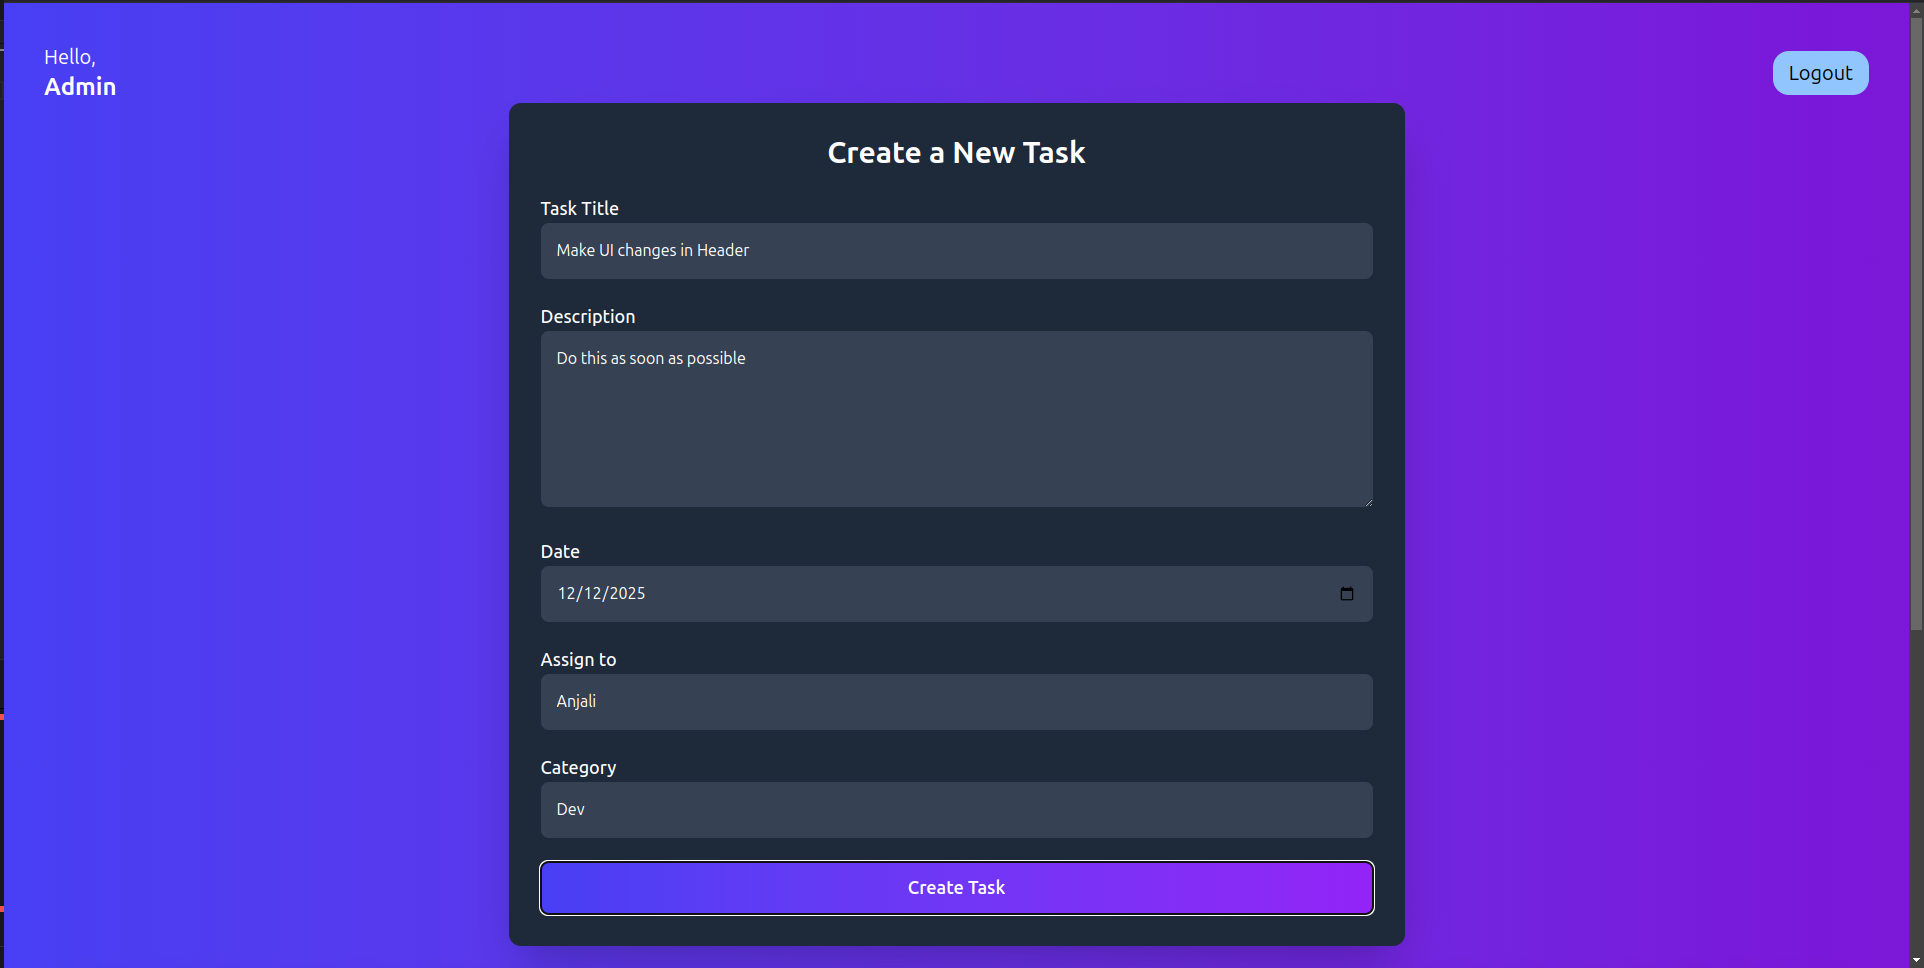 Hello,
Admin
Logout
Create a New Task
Task Title
Make UI changes in Header
Description
Do this as soon as possible
Date
12/12/2025
Assign to
Anjali
Category
Dev
Create Task